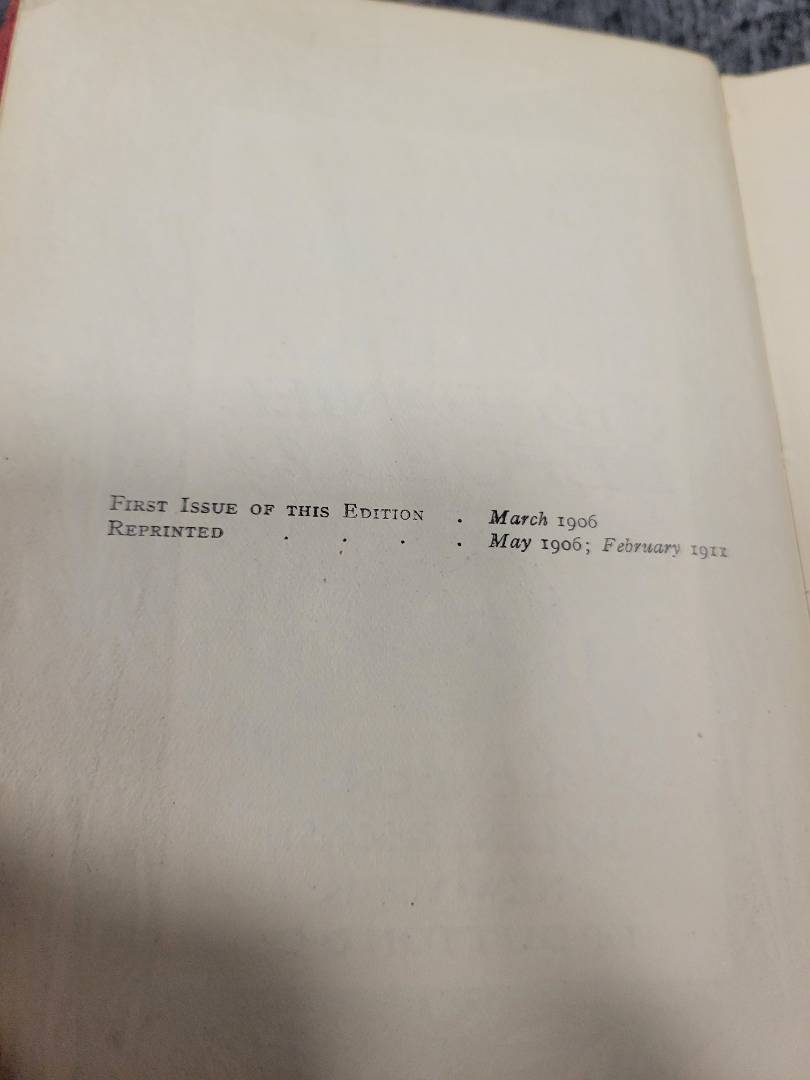 First Issue of this Edition . March 1906
Reprinted . . . . May 1906; February 1911